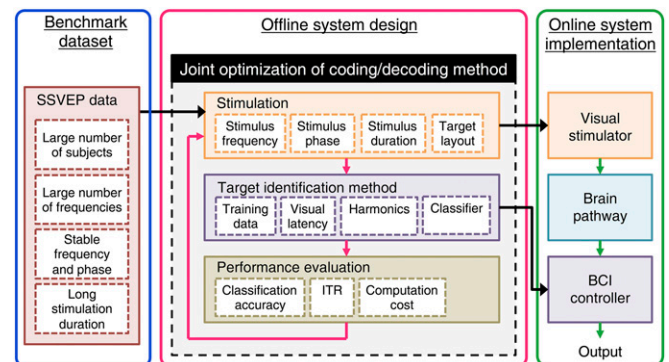 Benchmark
dataset
Offline system design
Online system
implementation
Joint optimization of coding/decoding method
SSVEP data
Large number
of subjects
Large number
of frequencies
Stable
frequency
and phase
Long
stimulation
duration
Stimulation
Stimulus
frequency
Stimulus
phase
Stimulus
duration
Target
layout
Target identification method
Training
data
Visual
latency
Harmonics
Classifier
Performance evaluation
Classification
accuracy
ITR
Computation
cost
Visual
stimulator
Brain
pathway
BCI
controller
Output